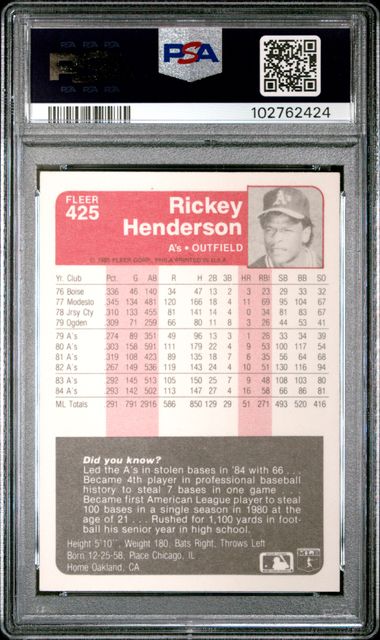 PSA
102762424
FLEER
425
Rickey
Henderson
A's • OUTFIELD
© 1985 FLEER CORP., PHILA PRINTED IN U.S.A.
Yr. Club Pct. G AB R H 2B 3B HR RBI SB BB SO
76 Boise 336 46 140 34 47 13 2 3 23 29 33 32
77 Modesto 345 134 481 120 166 18 4 11 69 95 104 67
78 Jrsy Cty 310 133 455 81 141 14 4 0 34 81 83 67
79 Ogden 309 71 259 66 80 11 8 3 26 44 53 41
79 A's 274 89 351 49 96 13 3 1 26 33 34 39
80 A's 303 158 591 111 179 22 4 9 53 100 117 54
81 A's 319 108 423 89 135 18 7 6 35 56 64 68
82 A's 267 149 536 119 143 24 4 10 51 130 116 94
83 A's 292 145 513 105 150 25 7 9 48 108 103 80
84 A's 293 142 502 113 147 27 4 16 58 66 86 81
ML Totals 291 791 2916 586 850 129 29 51 271 493 520 416
Did you know?
Led the A's in stolen bases in '84 with 66 . . .
Became 4th player in professional baseball
history to steal 7 bases in one game . . .
Became first American League player to steal
100 bases in a single season in 1980 at the
age of 21 . . . Rushed for 1,100 yards in foot-
ball his senior year in high school.
Height 5'10", Weight 180, Bats Right, Throws Left
Born 12-25-58, Place Chicago, IL
Home Oakland, CA